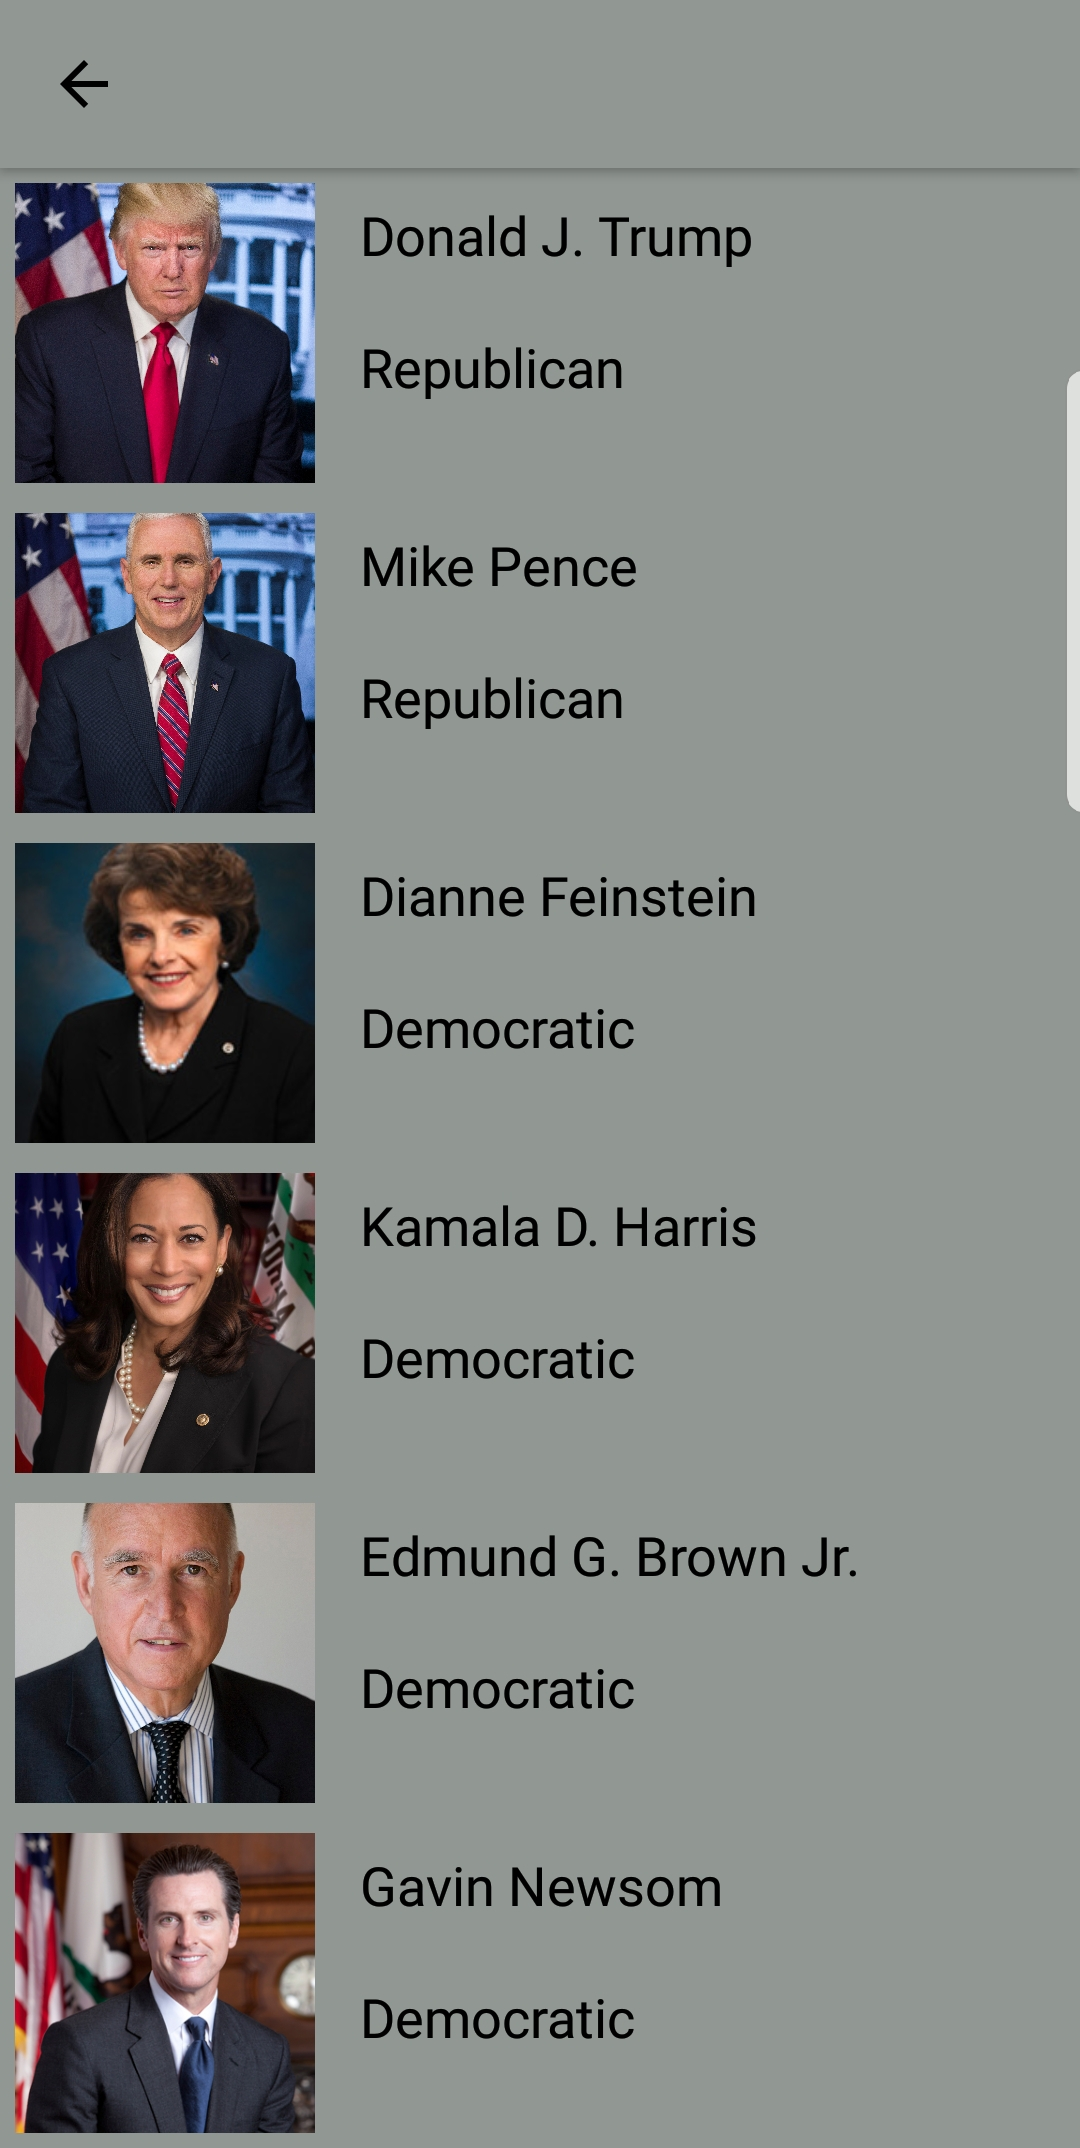 Donald J. Trump
Republican
Mike Pence
Republican
Dianne Feinstein
Democratic
Kamala D. Harris
Democratic
Edmund G. Brown Jr.
Democratic
Gavin Newsom
Democratic